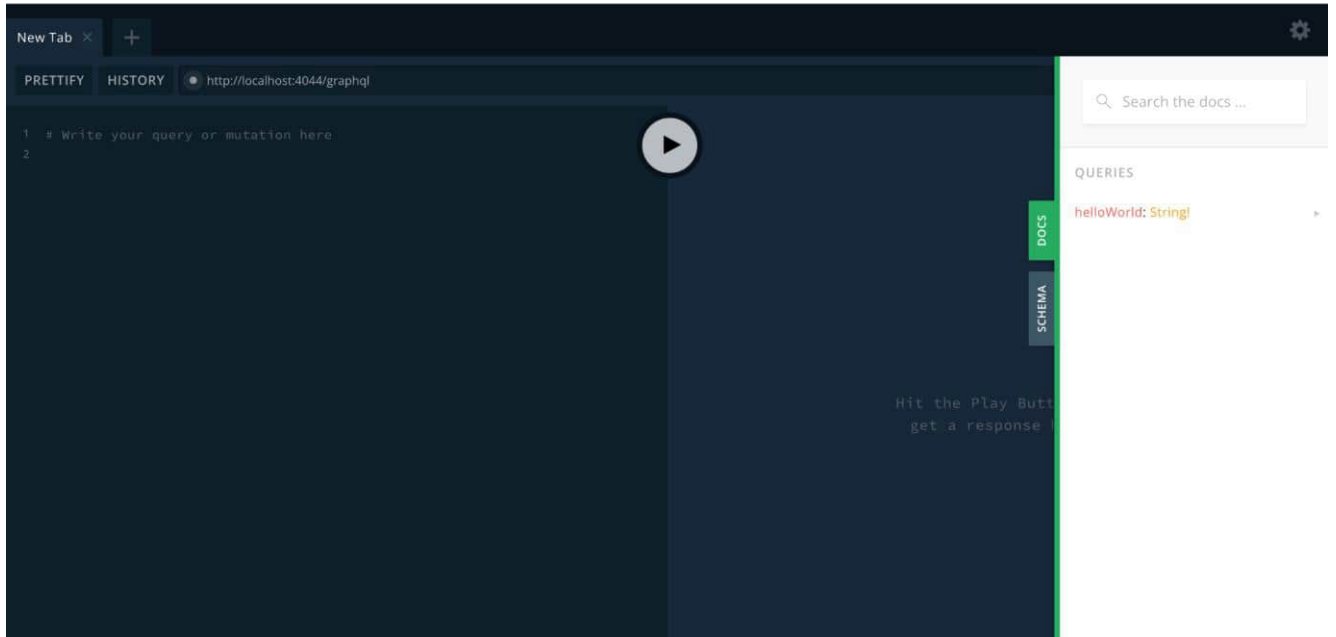 New Tab ×
PRETTIFY HISTORY http://localhost:4044/graphql
1 # Write your query or mutation here
2
Hit the Play Butt
get a response
DOCS
SCHEMA
Search the docs ...
QUERIES
helloWorld: String!